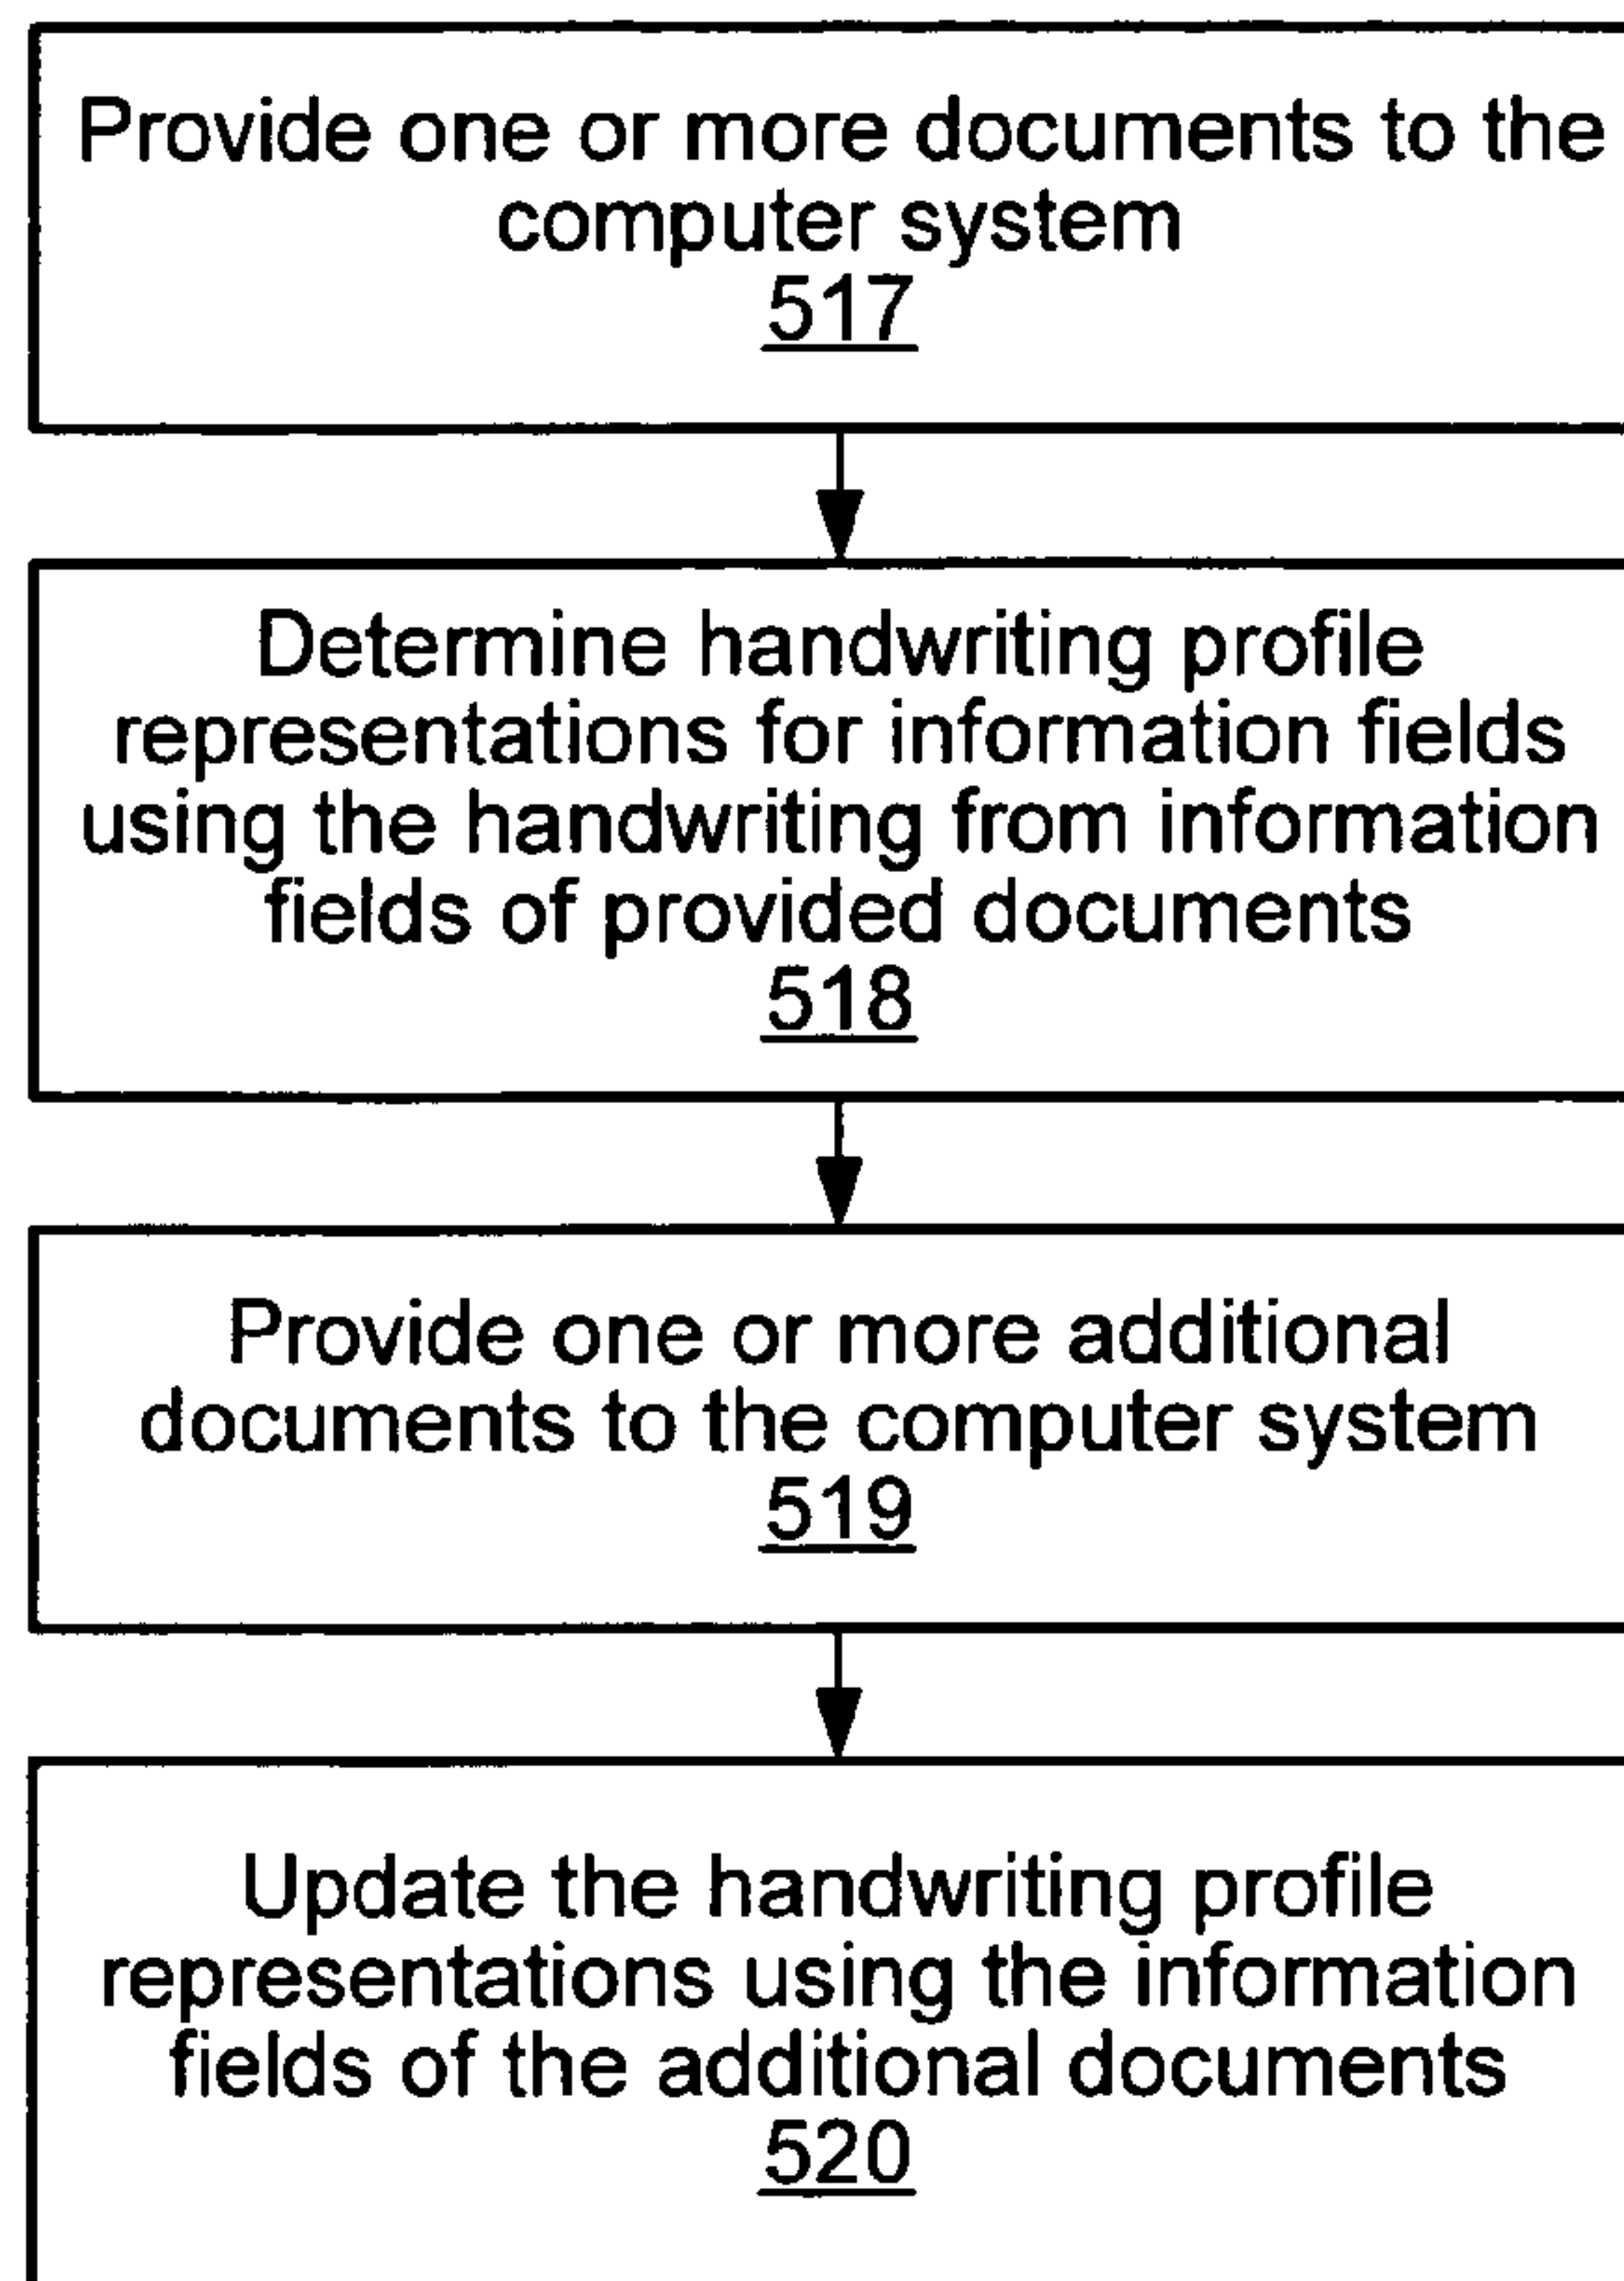 Provide one or more documents to the
computer system
517
Determine handwriting profile
representations for information fields
using the handwriting from information
fields of provided documents
518
Provide one or more additional
documents to the computer system
519
Update the handwriting profile
representations using the information
fields of the additional documents
520